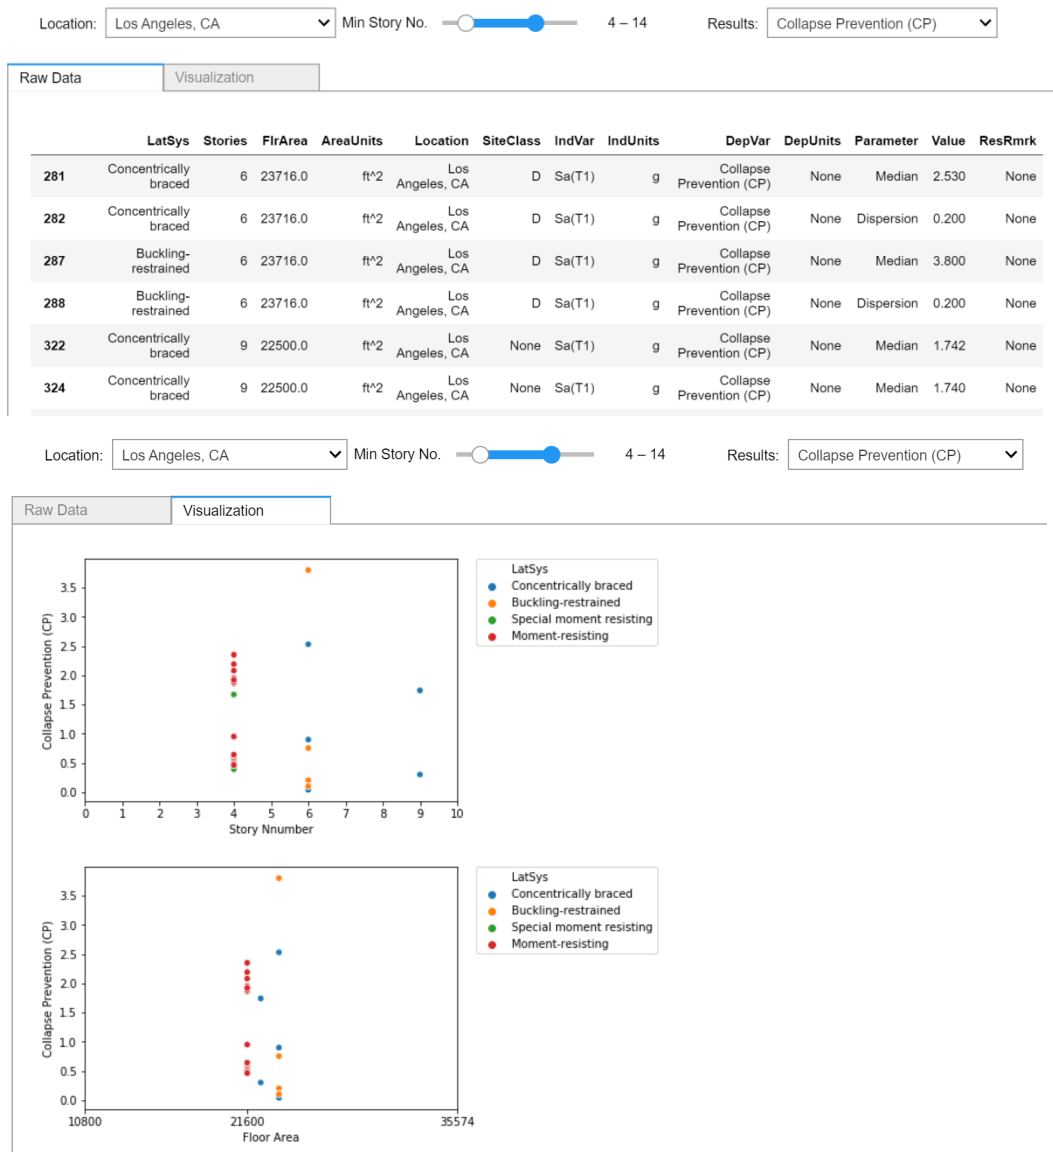 Location: Los Angeles, CA Min Story No. 4 – 14 Results: Collapse Prevention (CP)
Raw Data Visualization
LatSys Stories FlrArea AreaUnits Location SiteClass IndVar IndUnits DepVar DepUnits Parameter Value ResRmrk
281 Concentrically braced 6 23716.0 ft^2 Los Angeles, CA D Sa(T1) g Collapse Prevention (CP) None Median 2.530 None
282 Concentrically braced 6 23716.0 ft^2 Los Angeles, CA D Sa(T1) g Collapse Prevention (CP) None Dispersion 0.200 None
287 Buckling-restrained 6 23716.0 ft^2 Los Angeles, CA D Sa(T1) g Collapse Prevention (CP) None Median 3.800 None
288 Buckling-restrained 6 23716.0 ft^2 Los Angeles, CA D Sa(T1) g Collapse Prevention (CP) None Dispersion 0.200 None
322 Concentrically braced 9 22500.0 ft^2 Los Angeles, CA None Sa(T1) g Collapse Prevention (CP) None Median 1.742 None
324 Concentrically braced 9 22500.0 ft^2 Los Angeles, CA None Sa(T1) g Collapse Prevention (CP) None Median 1.740 None
Location: Los Angeles, CA Min Story No. 4 – 14 Results: Collapse Prevention (CP)
Raw Data Visualization
Collapse Prevention (CP)
3.5
3.0
2.5
2.0
1.5
1.0
0.5
0.0
0 1 2 3 4 5 6 7 8 9 10
Story Nnumber
LatSys
Concentrically braced
Buckling-restrained
Special moment resisting
Moment-resisting
Collapse Prevention (CP)
3.5
3.0
2.5
2.0
1.5
1.0
0.5
0.0
10800 21600 35574
Floor Area
LatSys
Concentrically braced
Buckling-restrained
Special moment resisting
Moment-resisting